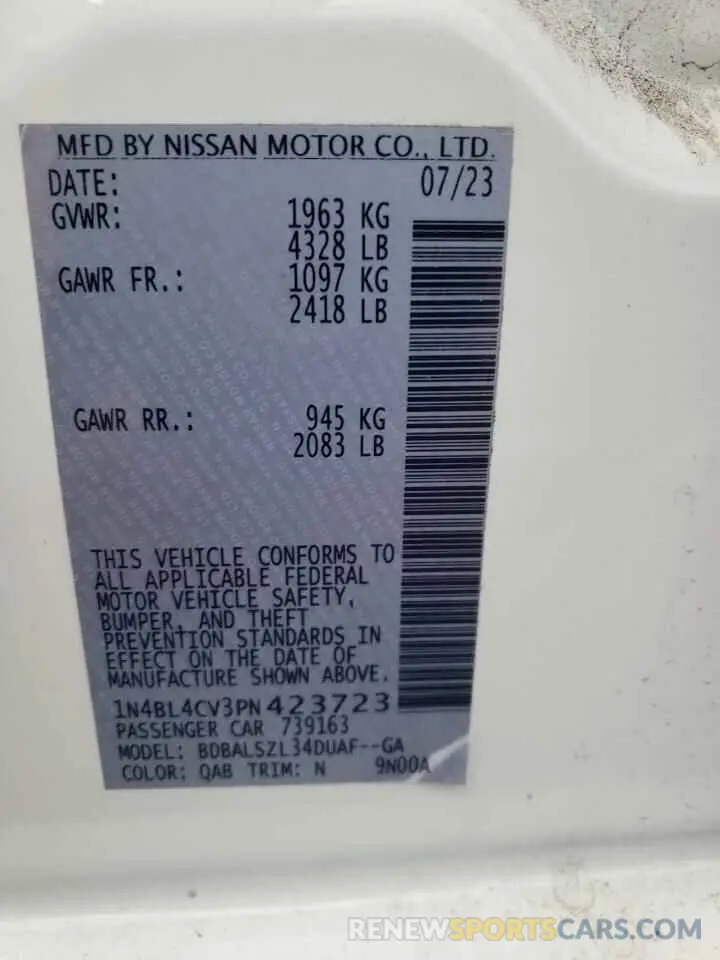 MFD BY NISSAN MOTOR CO., LTD.
DATE: 07/23
GVWR: 1963 KG
4328 LB
GAWR FR.: 1097 KG
2418 LB
GAWR RR.: 945 KG
2083 LB
THIS VEHICLE CONFORMS TO
ALL APPLICABLE FEDERAL
MOTOR VEHICLE SAFETY,
BUMPER, AND THEFT
PREVENTION STANDARDS IN
EFFECT ON THE DATE OF
MANUFACTURE SHOWN ABOVE.
1N4BL4CV3PN423723
PASSENGER CAR 739163
MODEL: BDBALSZL34DUAF--GA
COLOR: QAB TRIM: N 9N00A
RENEWSPORTSCARS.COM